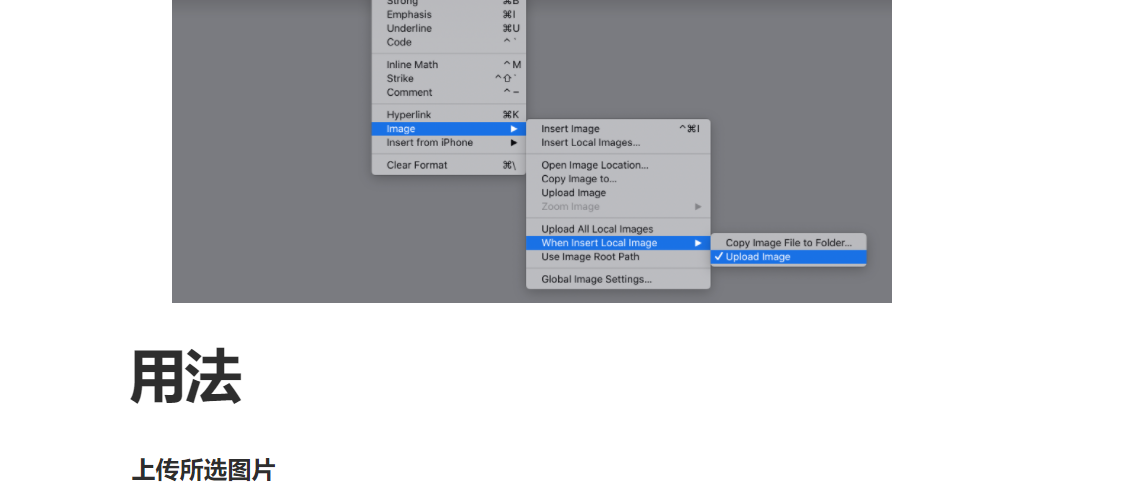 Strong ⌘B
Emphasis ⌘I
Underline ⌘U
Code ^`
Inline Math ^M
Strike ^⇧`
Comment ^–
Hyperlink ⌘K
Image ▶
Insert from iPhone ▶
Clear Format ⌘\
Insert Image ^⌘I
Insert Local Images...
Open Image Location...
Copy Image to...
Upload Image
Zoom Image ▶
Upload All Local Images
When Insert Local Image ▶
Use Image Root Path
Global Image Settings...
Copy Image File to Folder...
✓ Upload Image
用法
上传所选图片